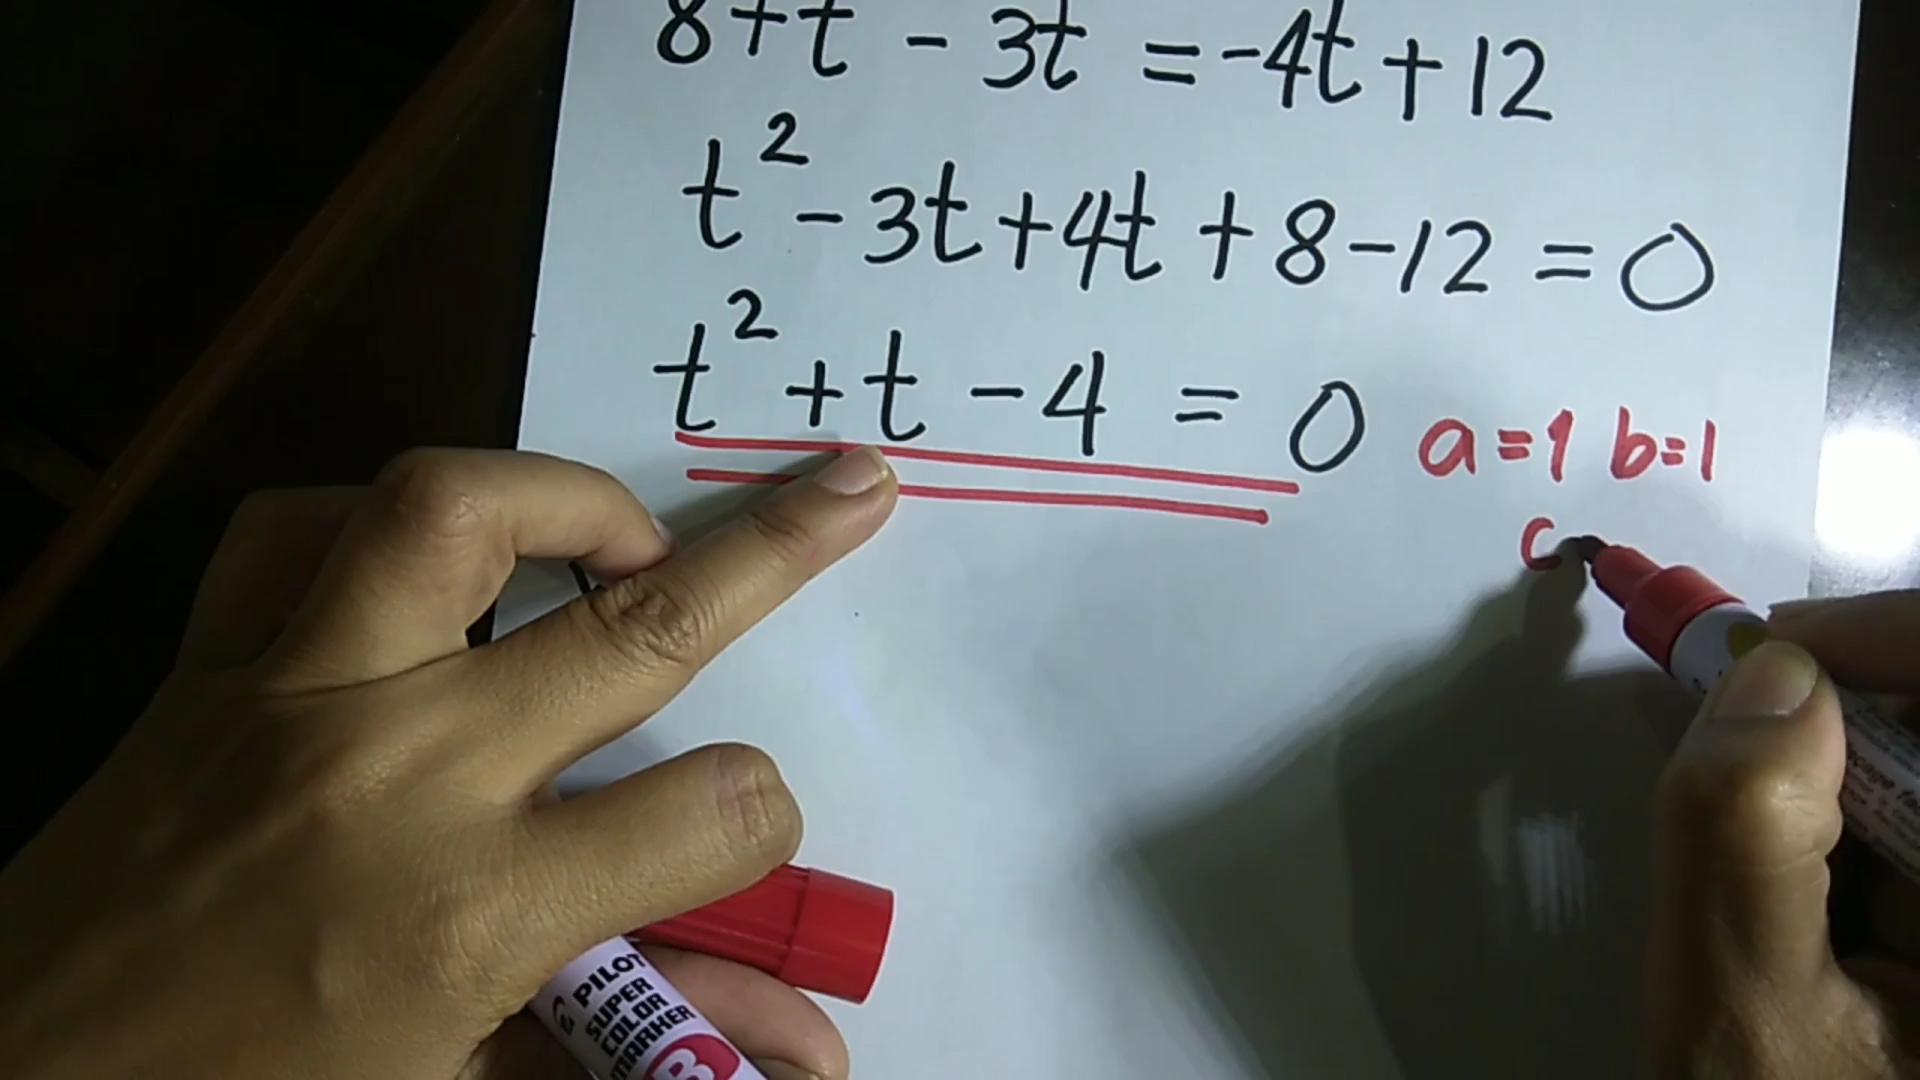 8+t - 3t = -4t + 12
t² - 3t + 4t + 8 - 12 = 0
t² + t - 4 = 0 a = 1 b = 1
c
PILOT
SUPER
COLOR
MARKER
B